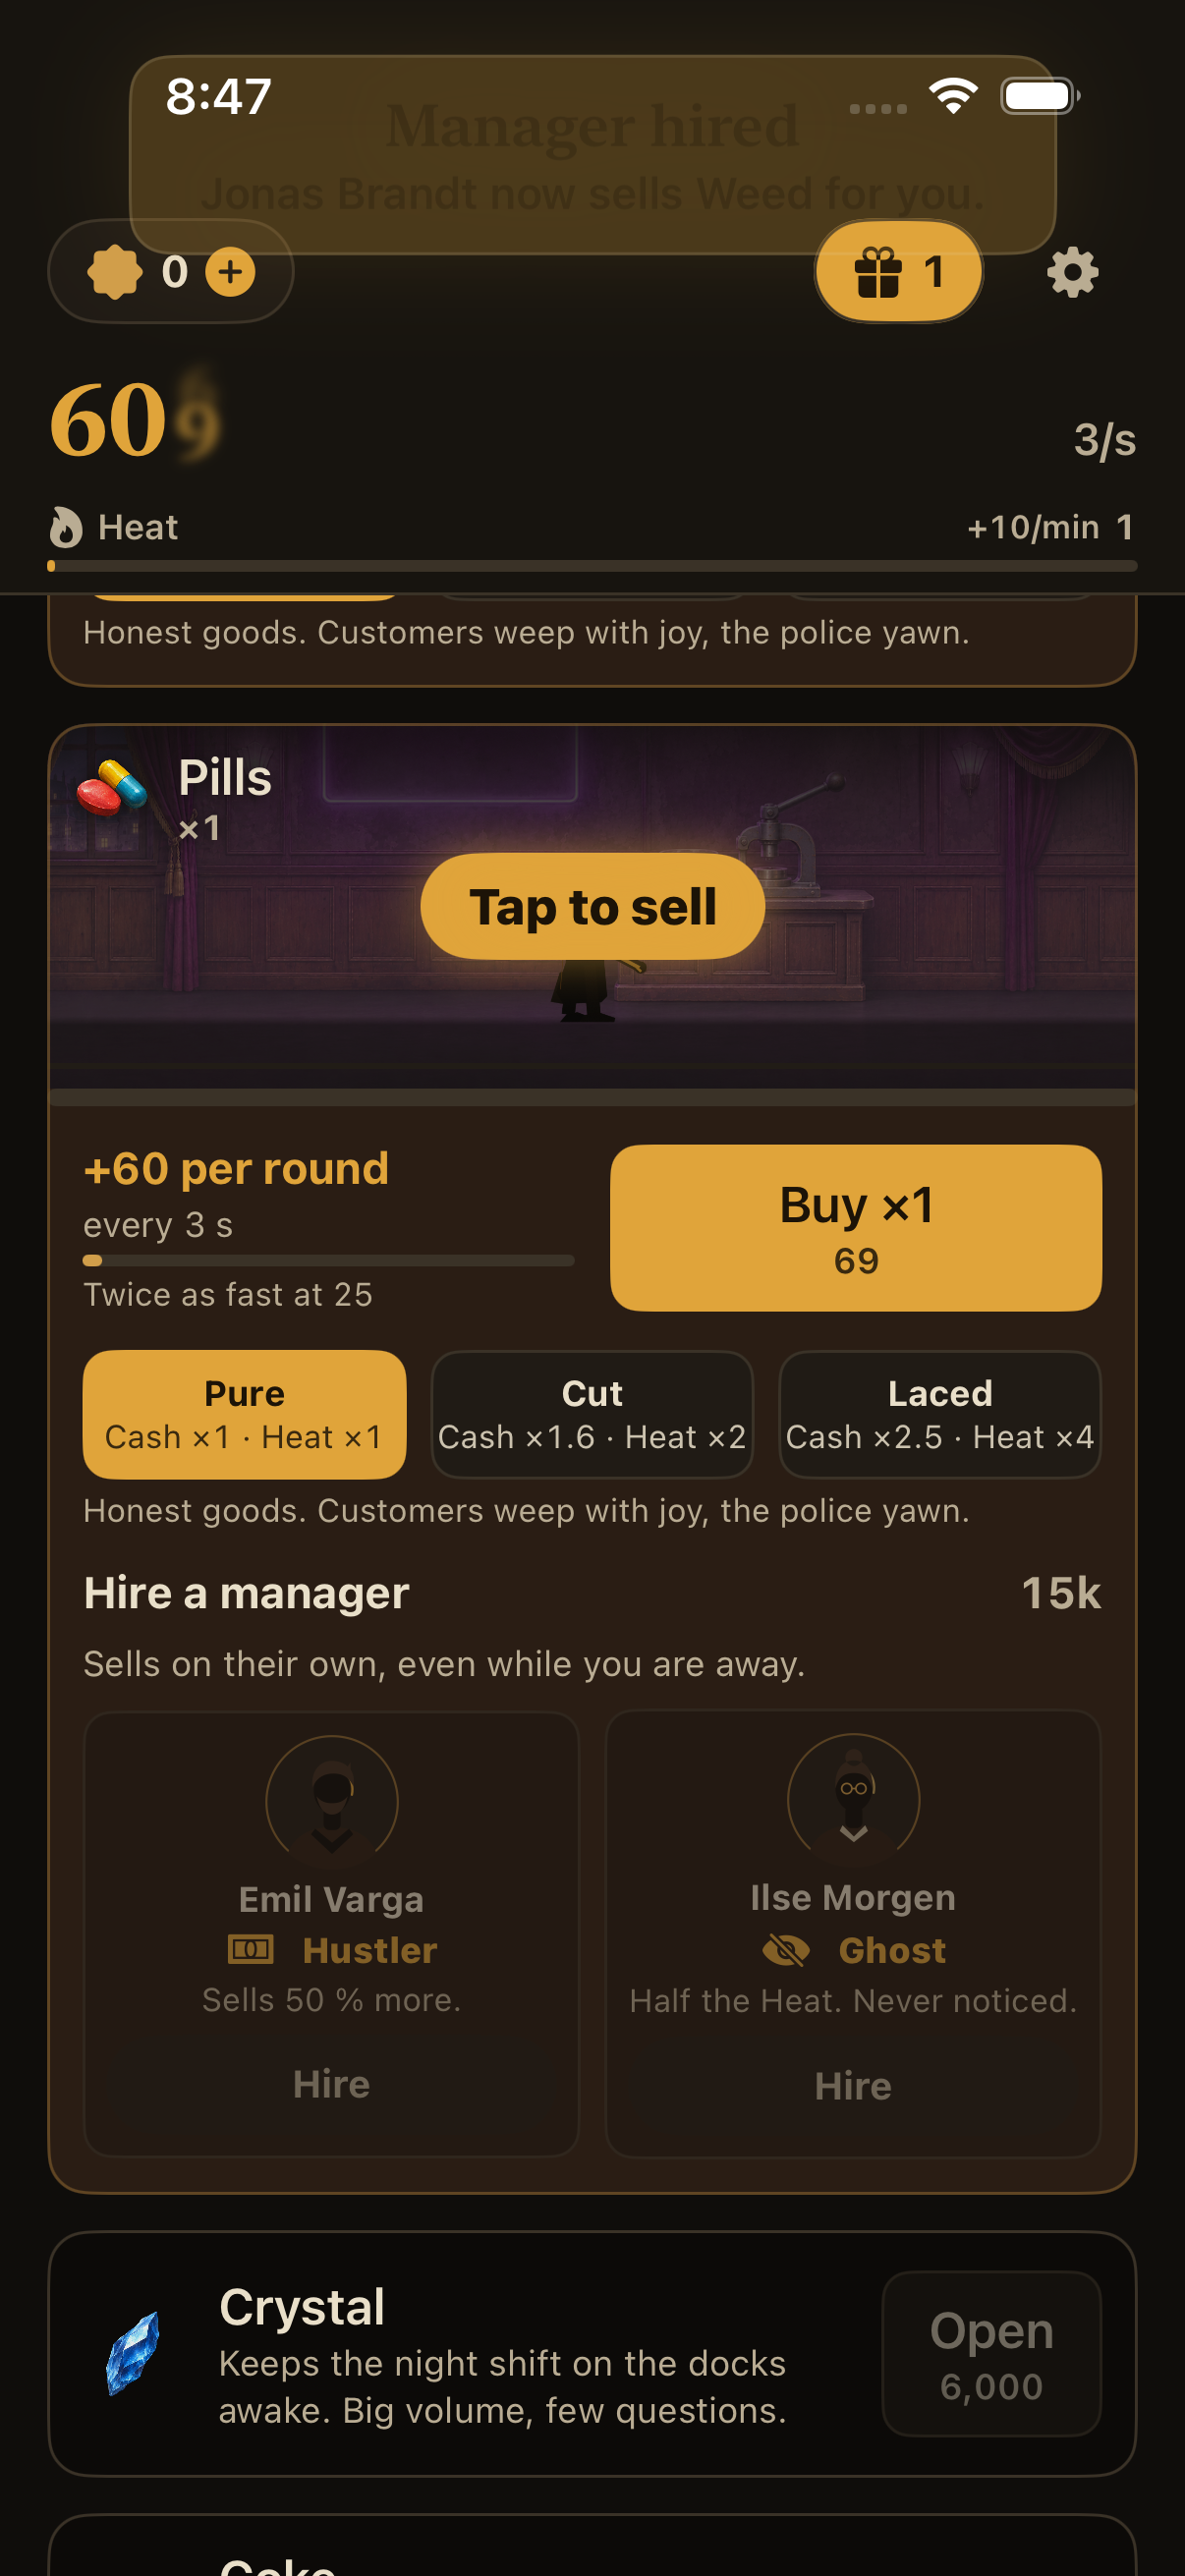 8:47
Manager hired
Jonas Brandt now sells Weed for you.
0
1
609
3/s
Heat
+10/min 1
Honest goods. Customers weep with joy, the police yawn.
Pills
×1
Tap to sell
+60 per round
every 3 s
Twice as fast at 25
Buy ×1
69
Pure
Cash ×1 · Heat ×1
Cut
Cash ×1.6 · Heat ×2
Laced
Cash ×2.5 · Heat ×4
Honest goods. Customers weep with joy, the police yawn.
Hire a manager
15k
Sells on their own, even while you are away.
Emil Varga
Hustler
Sells 50 % more.
Hire
Ilse Morgen
Ghost
Half the Heat. Never noticed.
Hire
Crystal
Keeps the night shift on the docks
awake. Big volume, few questions.
Open
6,000